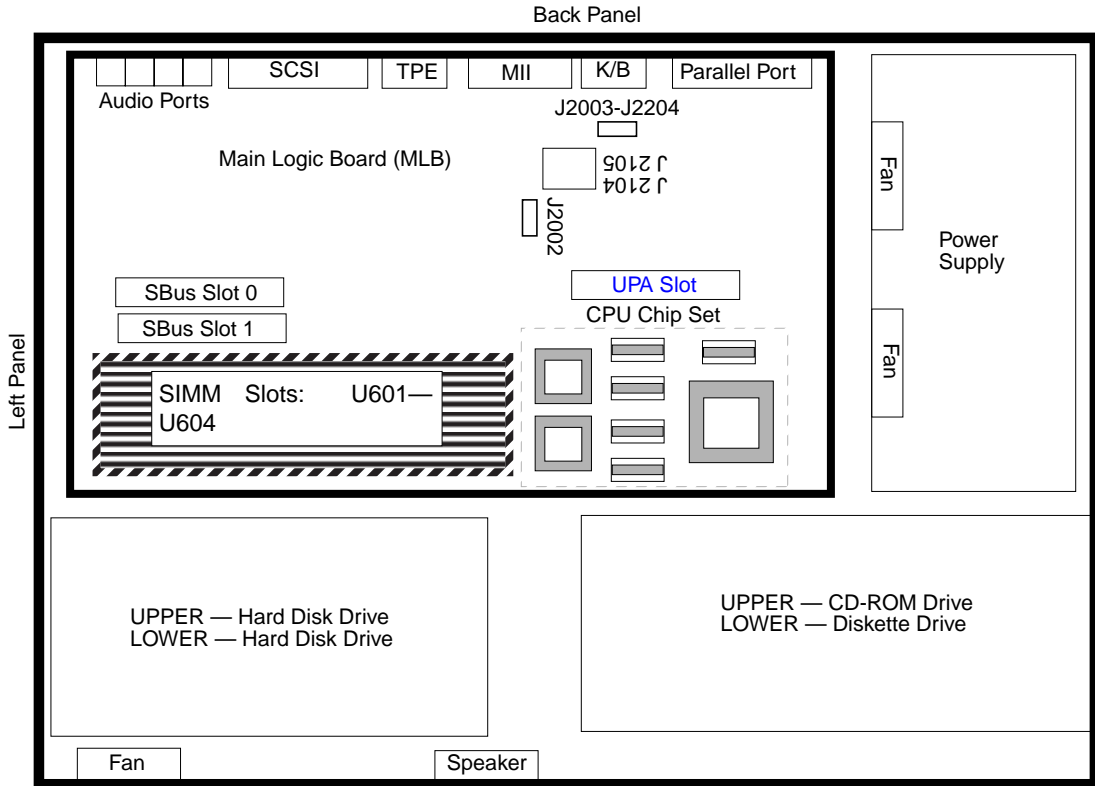 Back Panel
SCSI
TPE
MII
K/B
Parallel Port
Audio Ports
J2003-J2204
Main Logic Board (MLB)
J 2105
J 2104
J2002
Fan
Power
Supply
UPA Slot
SBus Slot 0
CPU Chip Set
SBus Slot 1
Left Panel
Fan
SIMM Slots: U601—
U604
UPPER — Hard Disk Drive
LOWER — Hard Disk Drive
UPPER — CD-ROM Drive
LOWER — Diskette Drive
Fan
Speaker